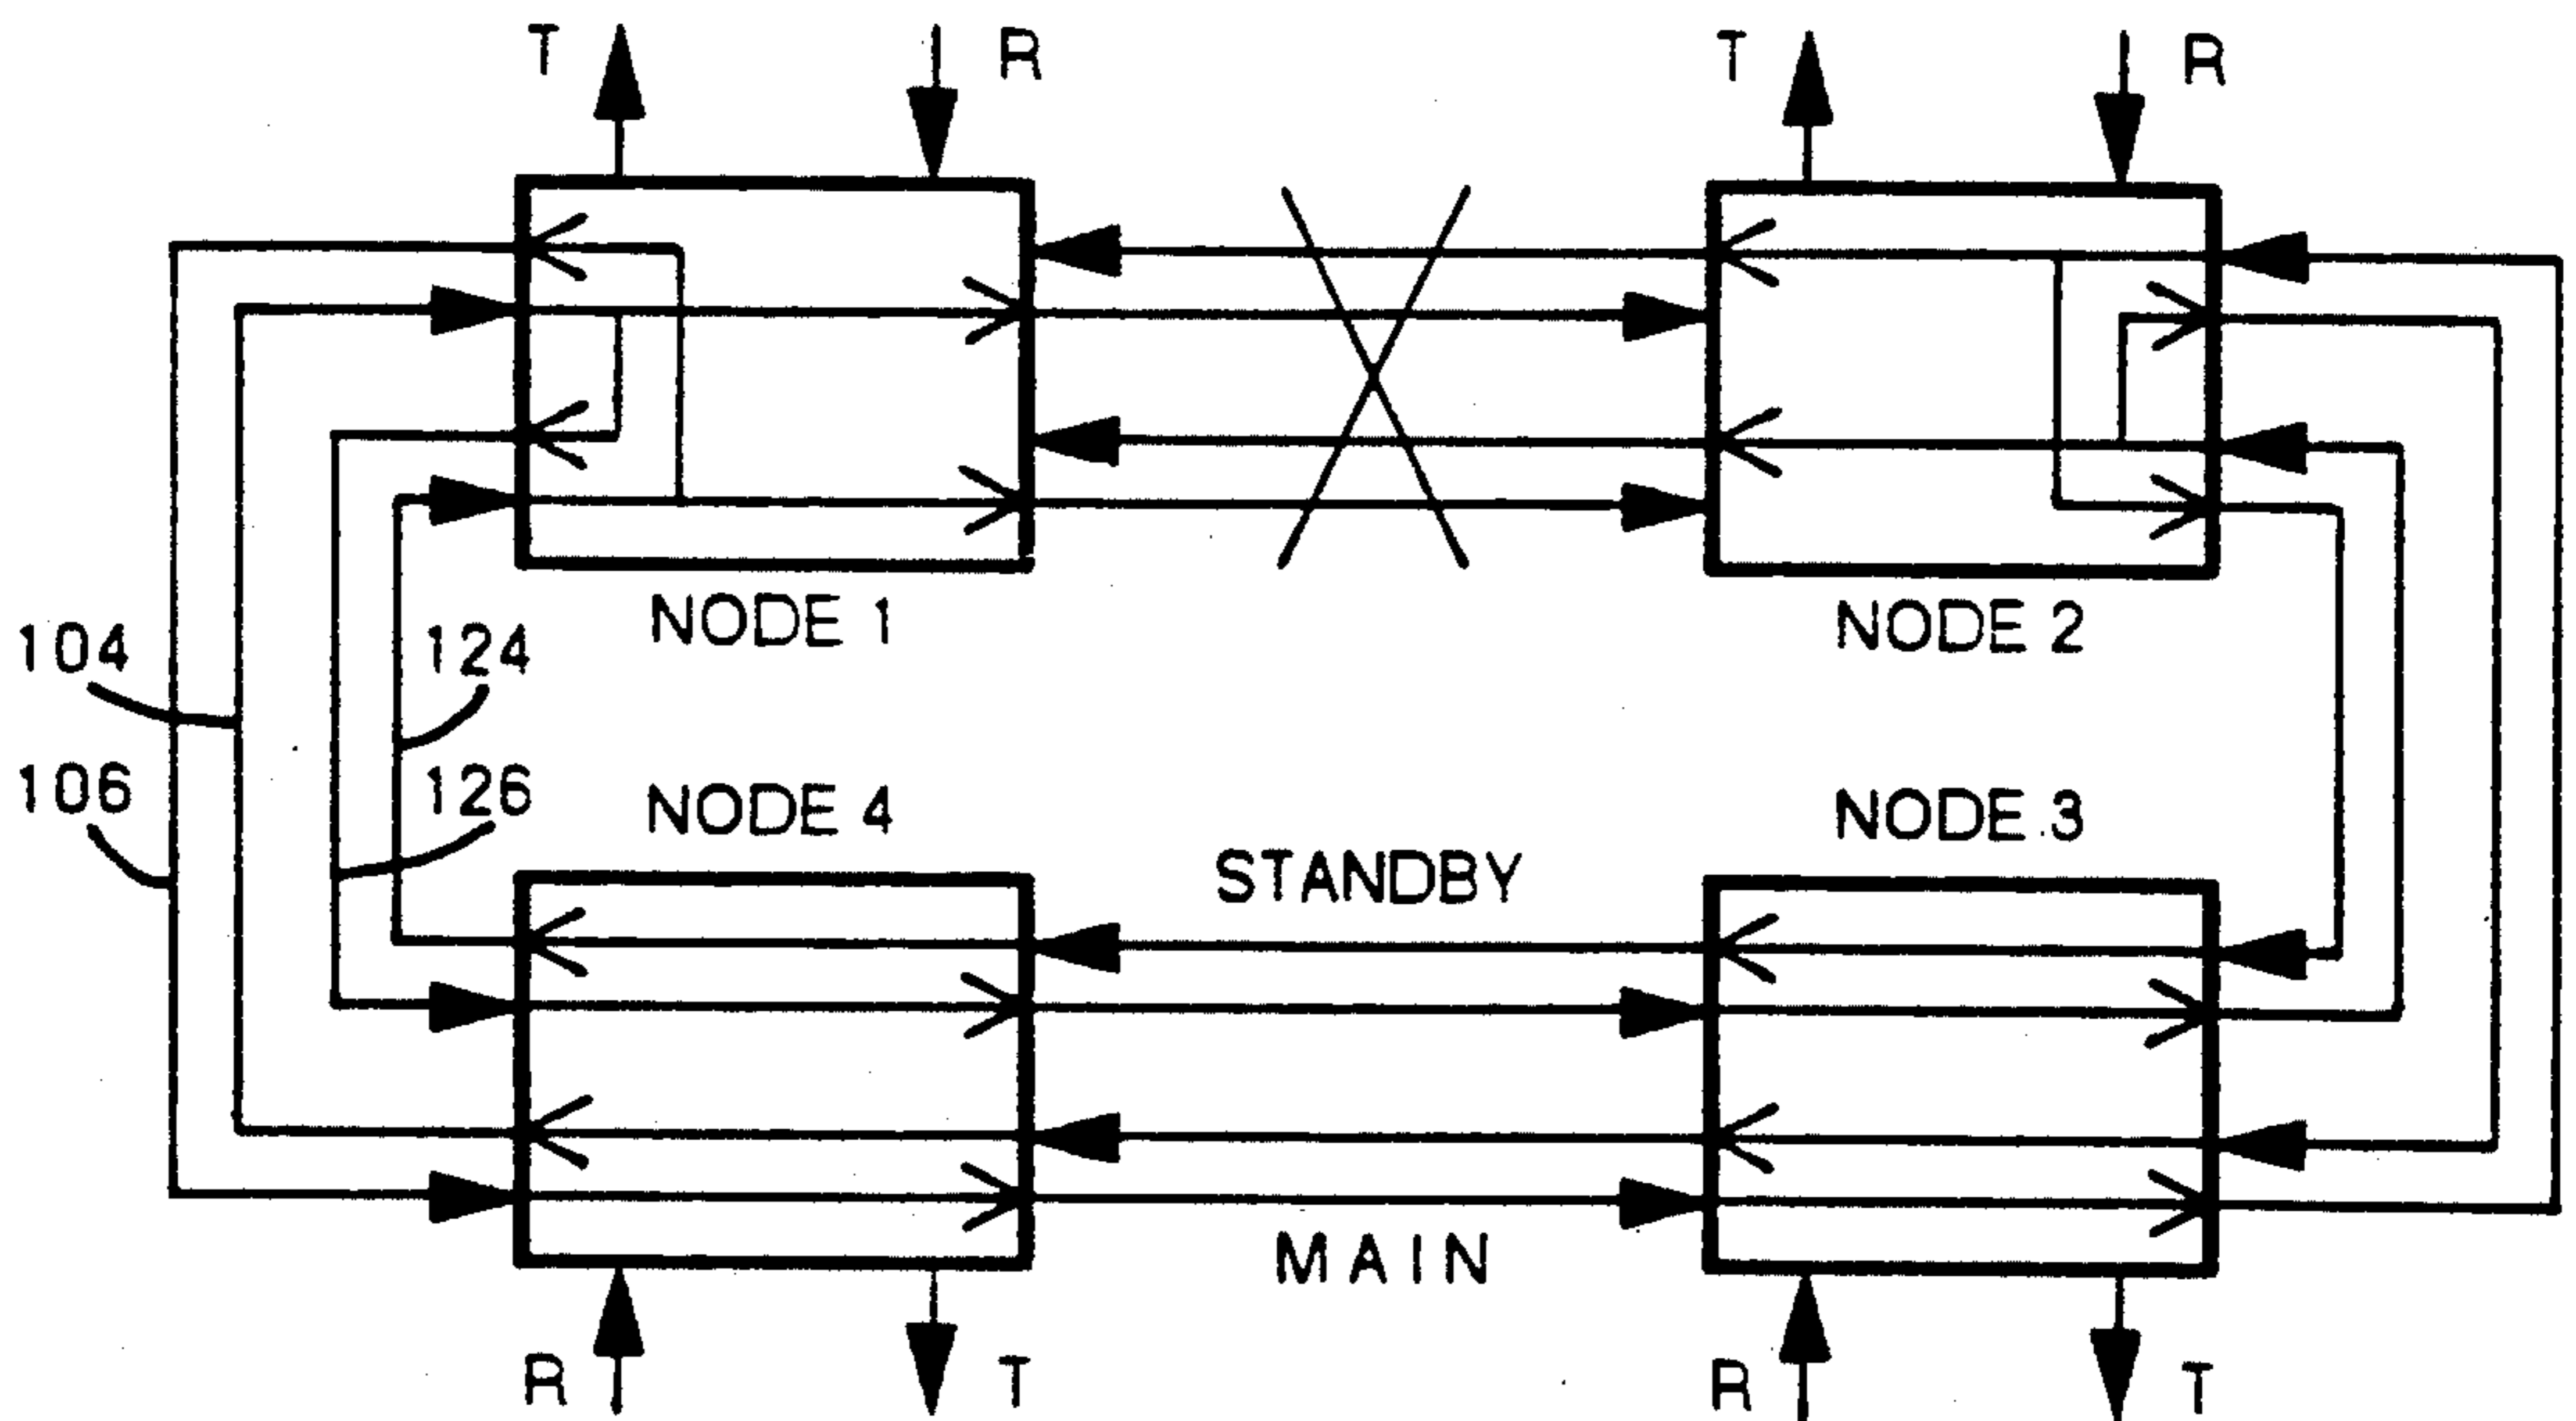 T R T R
NODE 1 NODE 2
104 124
106 126 NODE 4 NODE 3
STANDBY
MAIN
R T R T